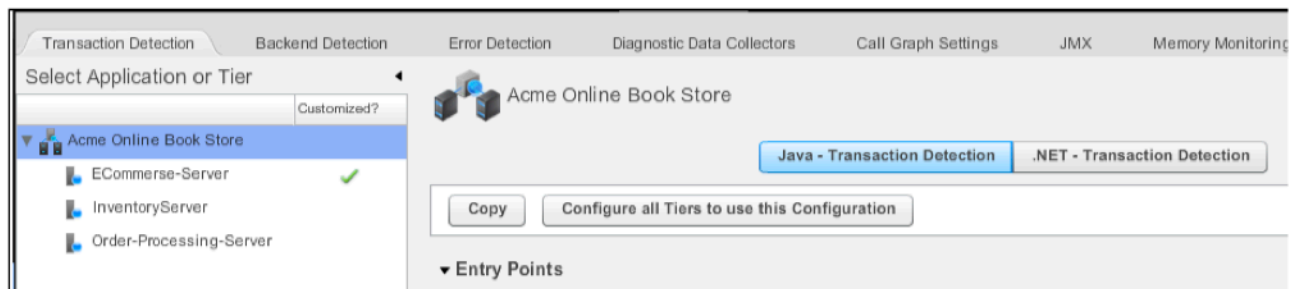 Transaction Detection Backend Detection Error Detection Diagnostic Data Collectors Call Graph Settings JMX Memory Monitoring
Select Application or Tier
Customized?
Acme Online Book Store
ECommerse-Server
InventoryServer
Order-Processing-Server
Acme Online Book Store
Java - Transaction Detection .NET - Transaction Detection
Copy Configure all Tiers to use this Configuration
Entry Points